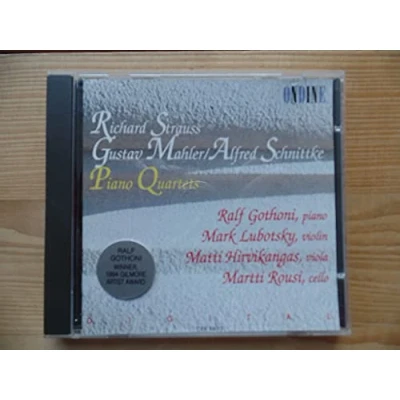 ONDINE
Richard Strauss
Gustav Mahler/Alfred Schnittke
Piano Quartets
Ralf Gothoni, piano
Mark Lubotsky, violin
Matti Hirvikangas, viola
Martti Rousi, cello
RALF
GOTHONI
WINNER,
1994 GILMORE
ARTIST AWARD